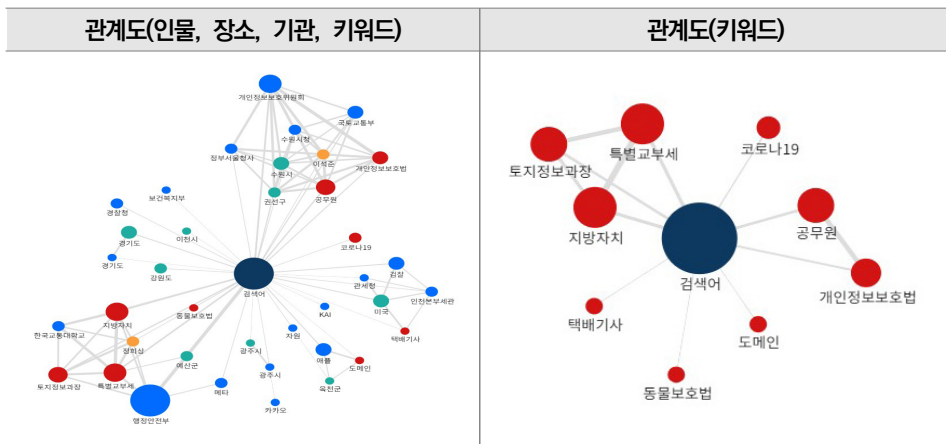 관계도(인물, 장소, 기관, 키워드)
관계도(키워드)
개인정보보호위원회
국토교통부
수원시청
정부서울청사
이석준
수원시
개인정보보호법
권선구
공무원
보건복지부
경찰청
경기도
이천시
코로나19
경기도
강원도
검찰
검색어
관세청
인천본부세관
미국
KAI
지방자치
동물보호법
택배기사
한국교통대학교
정하상
차원
광주시
애플
예산군
도메인
토지정보과장
특별교부세
광주시
옥천군
메타
행정안전부
카카오
코로나19
특별교부세
토지정보과장
공무원
지방자치
검색어
개인정보보호법
택배기사
도메인
동물보호법